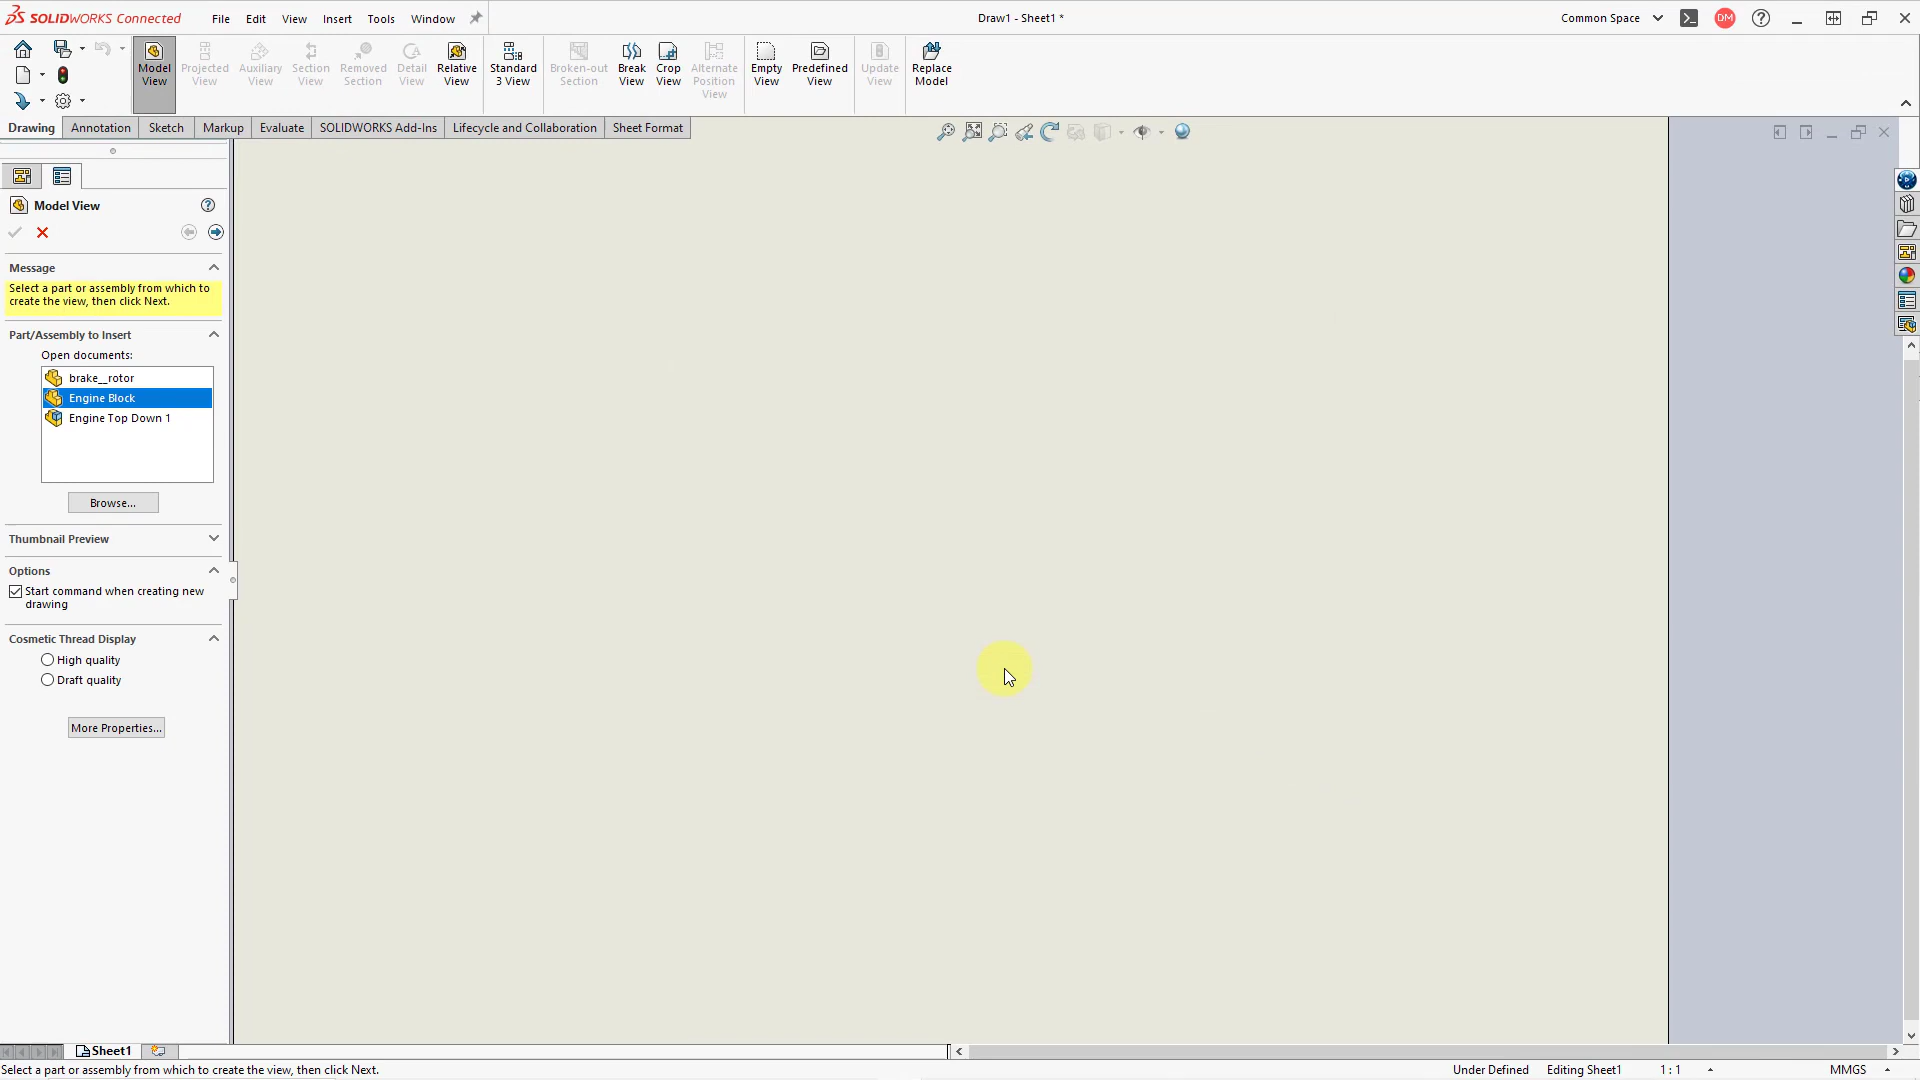 SOLIDWORKS Connected
File Edit View Insert Tools Window
Draw1 - Sheet1 *
Common Space
DM
Model View
Projected View
Auxiliary View
Section View
Removed Section
Detail View
Relative View
Standard 3 View
Broken-out Section
Break View
Crop View
Alternate Position View
Empty View
Predefined View
Update View
Replace Model
Drawing Annotation Sketch Markup Evaluate SOLIDWORKS Add-Ins Lifecycle and Collaboration Sheet Format
Model View
Message
Select a part or assembly from which to
create the view, then click Next.
Part/Assembly to Insert
Open documents:
brake__rotor
Engine Block
Engine Top Down 1
Browse...
Thumbnail Preview
Options
Start command when creating new
drawing
Cosmetic Thread Display
High quality
Draft quality
More Properties...
Sheet1
Select a part or assembly from which to create the view, then click Next.
Under Defined Editing Sheet1 1 : 1 MMGS